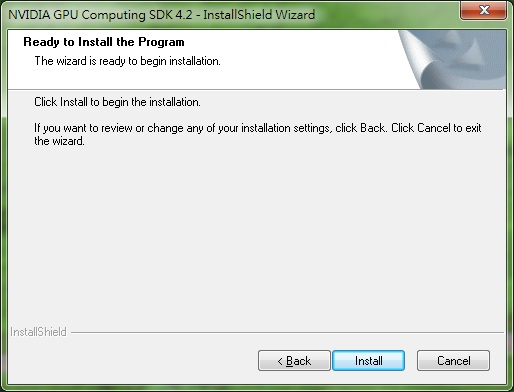 NVIDIA GPU Computing SDK 4.2 - InstallShield Wizard
Ready to Install the Program
The wizard is ready to begin installation.
Click Install to begin the installation.
If you want to review or change any of your installation settings, click Back. Click Cancel to exit
the wizard.
InstallShield
< Back
Install
Cancel